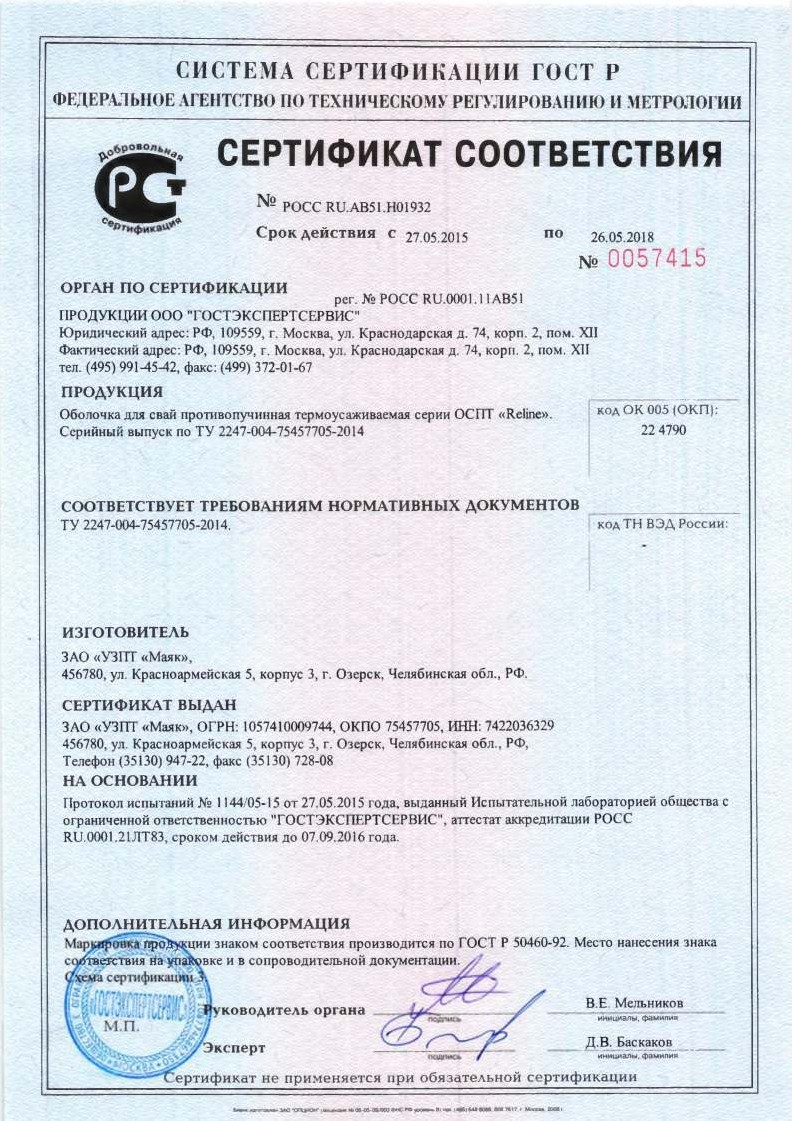 СИСТЕМА СЕРТИФИКАЦИИ ГОСТ Р
ФЕДЕРАЛЬНОЕ АГЕНТСТВО ПО ТЕХНИЧЕСКОМУ РЕГУЛИРОВАНИЮ И МЕТРОЛОГИИ
Добровольная
РСТ
сертификация
СЕРТИФИКАТ СООТВЕТСТВИЯ
№ РОСС RU.АВ51.Н01932
Срок действия с 27.05.2015 по 26.05.2018
№ 0057415
ОРГАН ПО СЕРТИФИКАЦИИ
рег. № РОСС RU.0001.11АВ51
ПРОДУКЦИИ ООО "ГОСТЭКСПЕРТСЕРВИС"
Юридический адрес: РФ, 109559, г. Москва, ул. Краснодарская д. 74, корп. 2, пом. XII
Фактический адрес: РФ, 109559, г. Москва, ул. Краснодарская д. 74, корп. 2, пом. XII
тел. (495) 991-45-42, факс: (499) 372-01-67
ПРОДУКЦИЯ
Оболочка для свай противопучинная термоусаживаемая серии ОСПТ «Reline».
Серийный выпуск по ТУ 2247-004-75457705-2014
код ОК 005 (ОКП):
22 4790
СООТВЕТСТВУЕТ ТРЕБОВАНИЯМ НОРМАТИВНЫХ ДОКУМЕНТОВ
ТУ 2247-004-75457705-2014.
код ТН ВЭД России:
-
ИЗГОТОВИТЕЛЬ
ЗАО «УЗПТ «Маяк»,
456780, ул. Красноармейская 5, корпус 3, г. Озерск, Челябинская обл., РФ.
СЕРТИФИКАТ ВЫДАН
ЗАО «УЗПТ «Маяк», ОГРН: 1057410009744, ОКПО 75457705, ИНН: 7422036329
456780, ул. Красноармейская 5, корпус 3, г. Озерск, Челябинская обл., РФ,
Телефон (35130) 947-22, факс (35130) 728-08
НА ОСНОВАНИИ
Протокол испытаний № 1144/05-15 от 27.05.2015 года, выданный Испытательной лабораторией общества с
ограниченной ответственностью "ГОСТЭКСПЕРТСЕРВИС", аттестат аккредитации РОСС
RU.0001.21ЛТ83, сроком действия до 07.09.2016 года.
ДОПОЛНИТЕЛЬНАЯ ИНФОРМАЦИЯ
Маркировка продукции знаком соответствия производится по ГОСТ Р 50460-92. Место нанесения знака
соответствия на упаковке и в сопроводительной документации.
Схема сертификации 3.
"ГОСТЭКСПЕРТСЕРВИС"
МОСКВА
М.П.
Руководитель органа
подпись
В.Е. Мельников
инициалы, фамилия
Эксперт
подпись
Д.В. Баскаков
инициалы, фамилия
Сертификат не применяется при обязательной сертификации